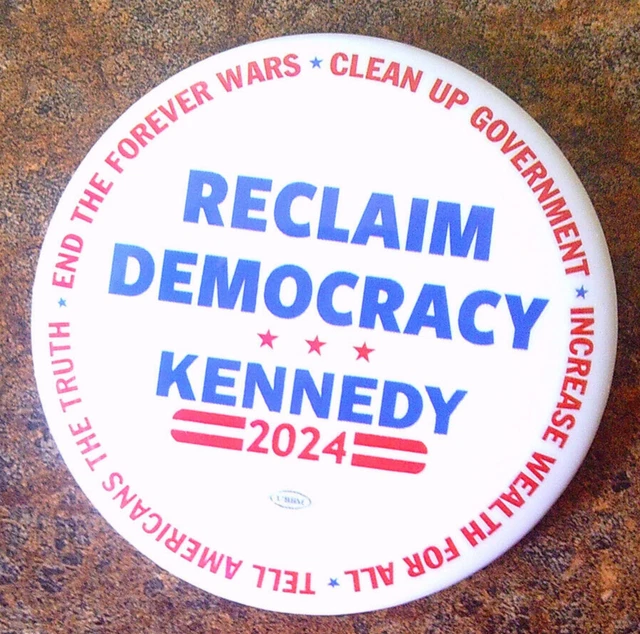 END THE FOREVER WARS ★ CLEAN UP GOVERNMENT ★ INCREASE WEALTH FOR ALL ★ TELL AMERICANS THE TRUTH ★
RECLAIM
DEMOCRACY
★ ★ ★
KENNEDY
2024